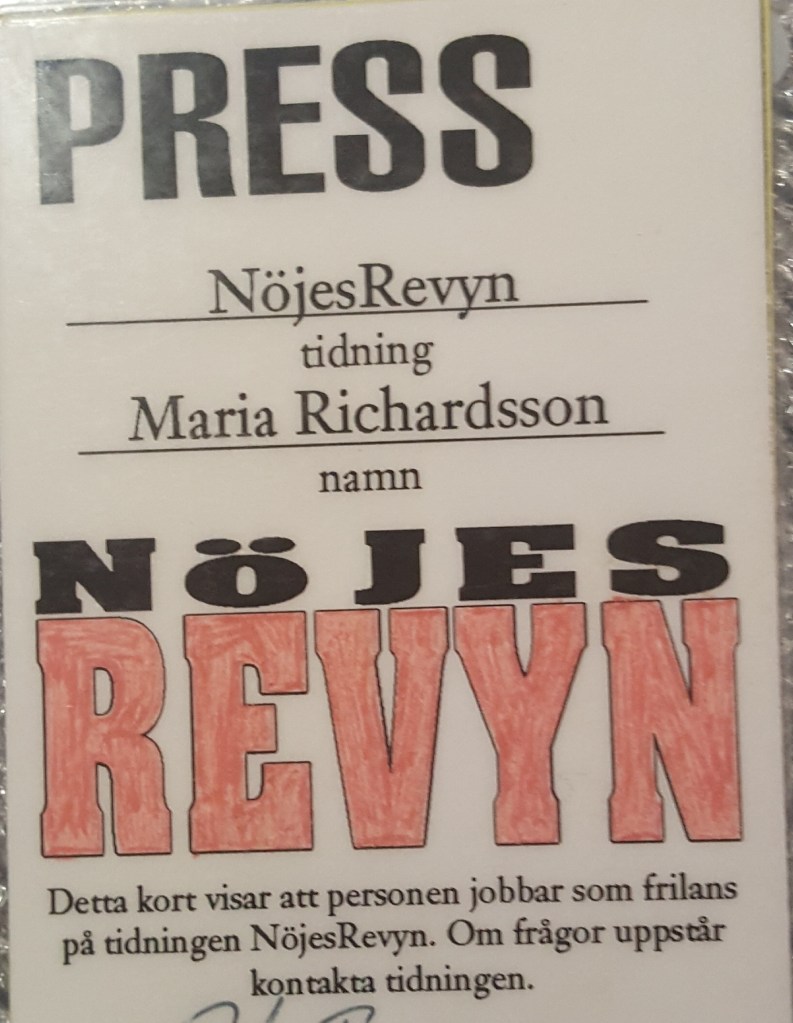 PRESS
NöjesRevyn
tidning
Maria Richardsson
namn
NÖJES
REVYN
Detta kort visar att personen jobbar som frilans
på tidningen NöjesRevyn. Om frågor uppstår
kontakta tidningen.